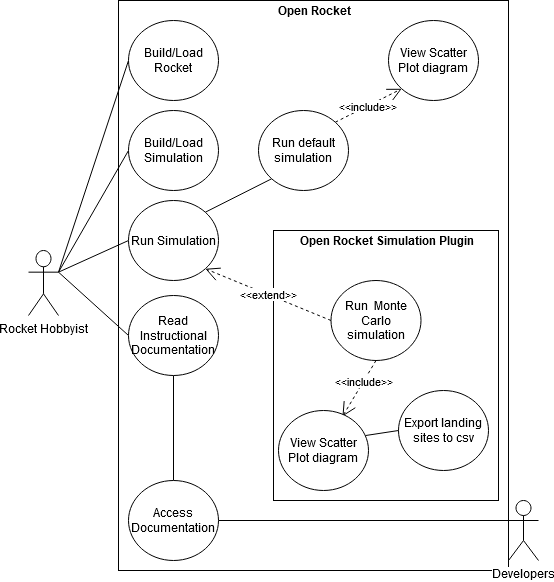 Open Rocket
Build/Load
Rocket
View Scatter
Plot diagram
<<include>>
Build/Load
Simulation
Run default
simulation
Run Simulation
Open Rocket Simulation Plugin
<<extend>>
Run Monte
Carlo
simulation
Rocket Hobbyist
Read
Instructional
Documentation
<<include>>
View Scatter
Plot diagram
Export landing
sites to csv
Access
Documentation
Developers